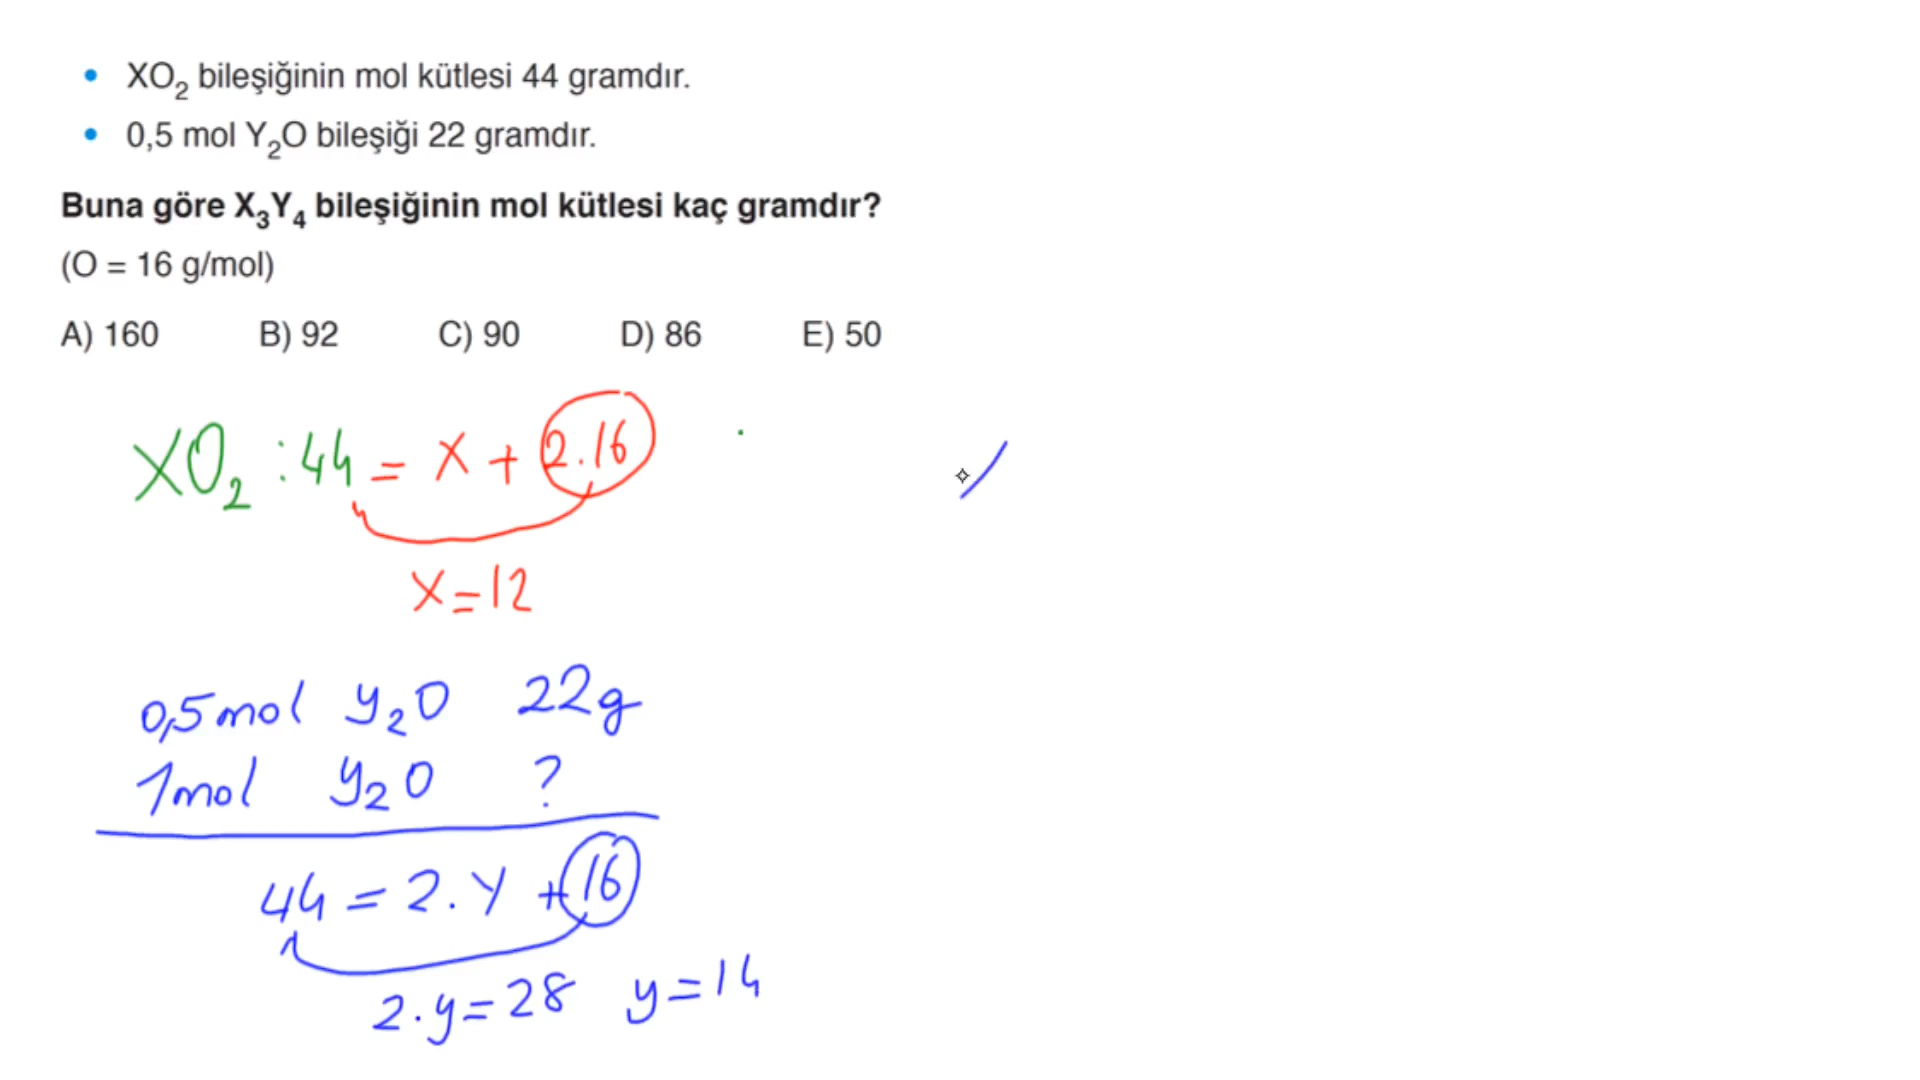 • XO₂ bileşiğinin mol kütlesi 44 gramdır.
• 0,5 mol Y₂O bileşiği 22 gramdır.
Buna göre X₃Y₄ bileşiğinin mol kütlesi kaç gramdır?
(O = 16 g/mol)
A) 160 B) 92 C) 90 D) 86 E) 50
XO₂ : 44 = X + 2.16
X=12
0,5mol y₂O 22g
1mol y₂O ?
44 = 2.Y +16
2.y=28 y=14